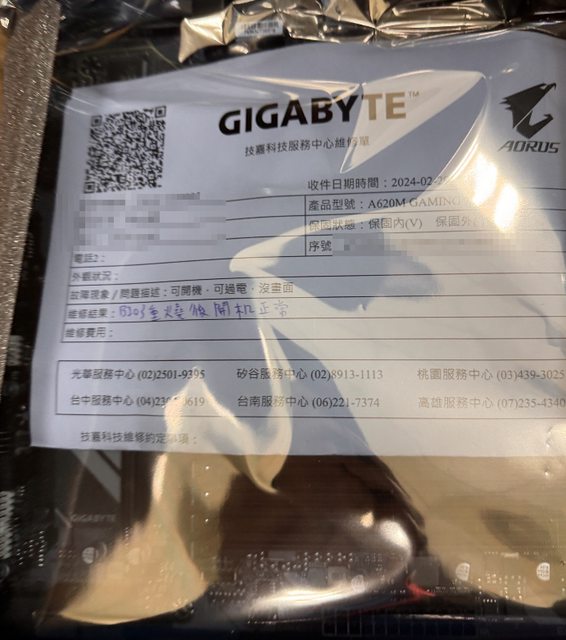 GIGABYTE™
AORUS
技嘉科技服務中心維修單
收件日期時間：2024-02-2
產品型號：A620M GAMING
保固狀態：保固內(V) 保固外
序號
電話2：
外觀狀況：
故障現象／問題描述：可開機，可過電，沒畫面
維修結果：BIOS重燒後開机正常
維修費用：
光華服務中心 (02)2501-9395 矽谷服務中心 (02)8913-1113 桃園服務中心 (03)439-3025
台中服務中心 (04)23 0619 台南服務中心 (06)221-7374 高雄服務中心 (07)235-4340
技嘉科技維修約定事項：
GIGABYTE